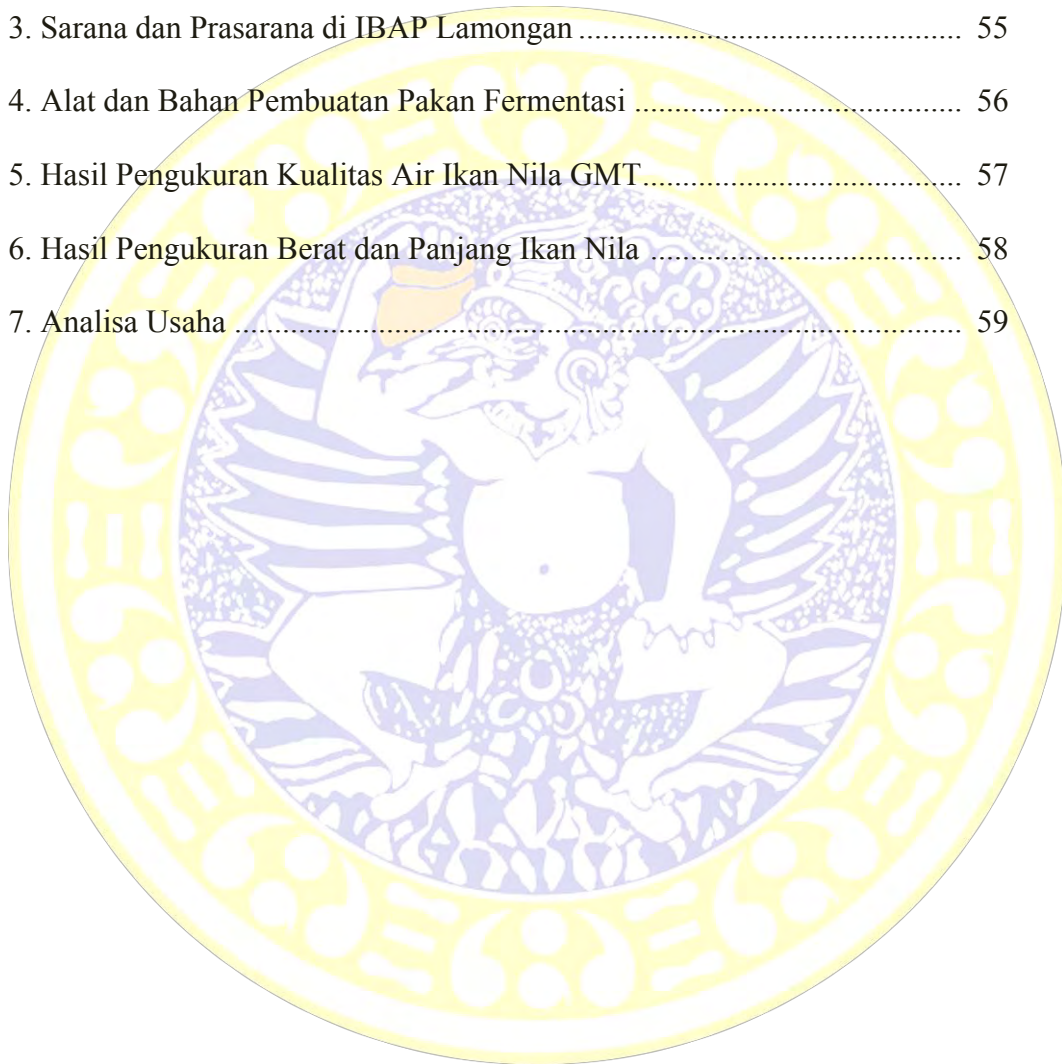 3. Sarana dan Prasarana di IBAP Lamongan ................................................ 55
4. Alat dan Bahan Pembuatan Pakan Fermentasi ......................................... 56
5. Hasil Pengukuran Kualitas Air Ikan Nila GMT........................................ 57
6. Hasil Pengukuran Berat dan Panjang Ikan Nila ....................................... 58
7. Analisa Usaha ........................................................................................... 59